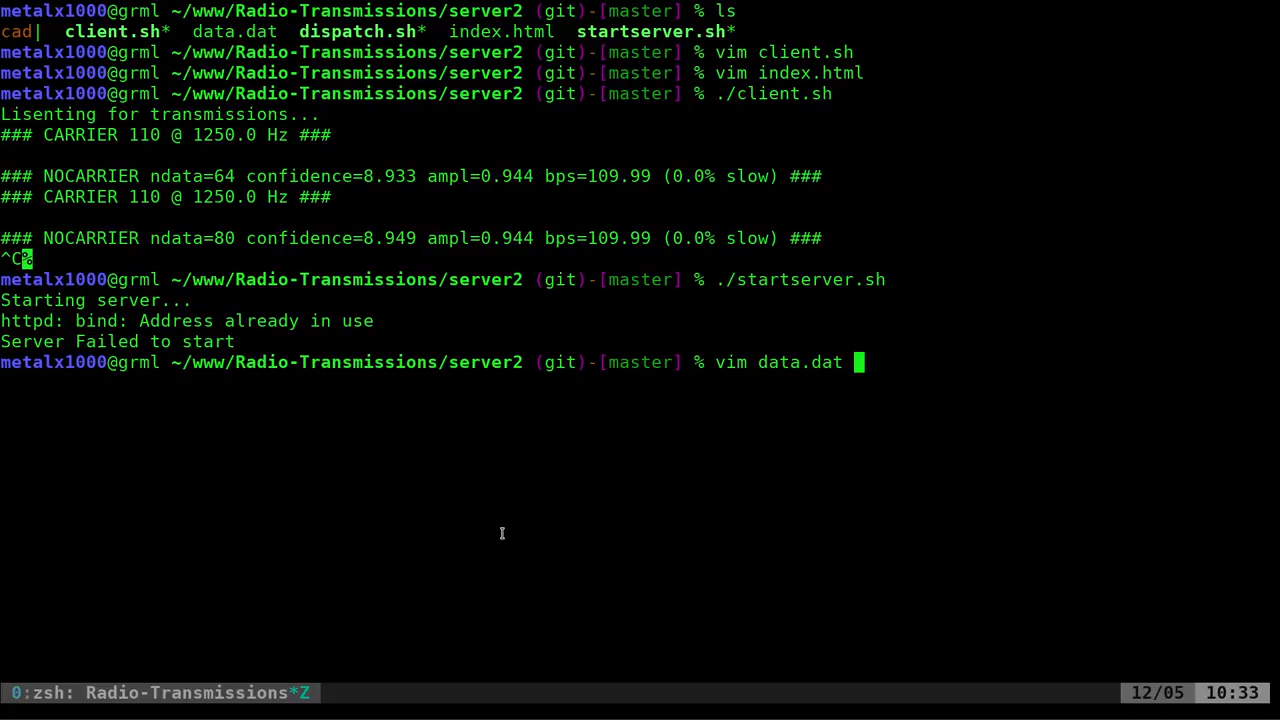 metalx1000@grml ~/www/Radio-Transmissions/server2 (git)-[master] % ls
cad|  client.sh*  data.dat  dispatch.sh*  index.html  startserver.sh*
metalx1000@grml ~/www/Radio-Transmissions/server2 (git)-[master] % vim client.sh
metalx1000@grml ~/www/Radio-Transmissions/server2 (git)-[master] % vim index.html
metalx1000@grml ~/www/Radio-Transmissions/server2 (git)-[master] % ./client.sh
Lisenting for transmissions...
### CARRIER 110 @ 1250.0 Hz ###
### NOCARRIER ndata=64 confidence=8.933 ampl=0.944 bps=109.99 (0.0% slow) ###
### CARRIER 110 @ 1250.0 Hz ###
### NOCARRIER ndata=80 confidence=8.949 ampl=0.944 bps=109.99 (0.0% slow) ###
^C%
metalx1000@grml ~/www/Radio-Transmissions/server2 (git)-[master] % ./startserver.sh
Starting server...
httpd: bind: Address already in use
Server Failed to start
metalx1000@grml ~/www/Radio-Transmissions/server2 (git)-[master] % vim data.dat
0:zsh: Radio-Transmissions*Z 12/05 10:33